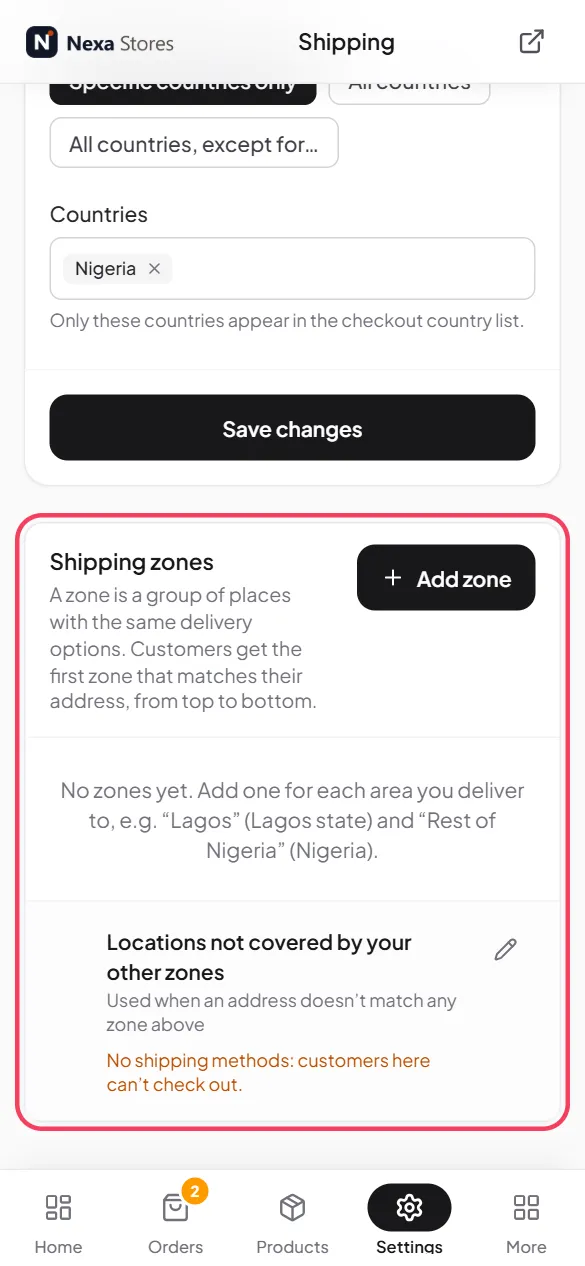 N Nexa Stores
Shipping
Specific countries only
All countries
All countries, except for...
Countries
Nigeria ×
Only these countries appear in the checkout country list.
Save changes
Shipping zones
+ Add zone
A zone is a group of places
with the same delivery
options. Customers get the
first zone that matches their
address, from top to bottom.
No zones yet. Add one for each area you deliver
to, e.g. “Lagos” (Lagos state) and “Rest of
Nigeria” (Nigeria).
Locations not covered by your
other zones
Used when an address doesn’t match any
zone above
No shipping methods: customers here
can’t check out.
2
Home
Orders
Products
Settings
More